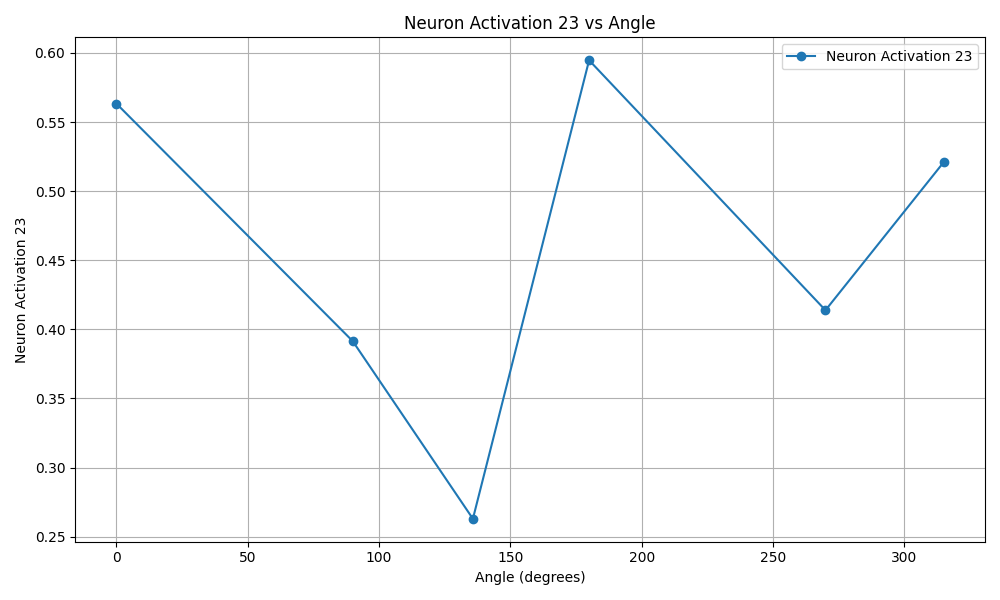 Neuron Activation 23 vs Angle
Neuron Activation 23
Neuron Activation 23
0.60
0.55
0.50
0.45
0.40
0.35
0.30
0.25
0 50 100 150 200 250 300
Angle (degrees)